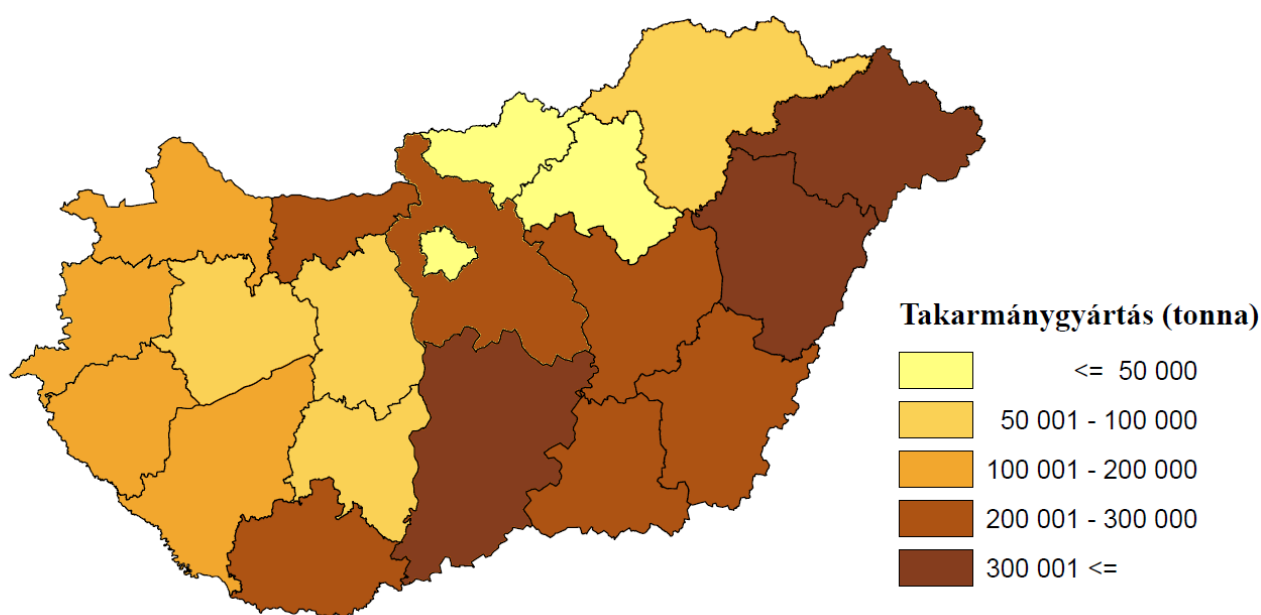 Takarmánygyártás (tonna)
<= 50 000
50 001 - 100 000
100 001 - 200 000
200 001 - 300 000
300 001 <=